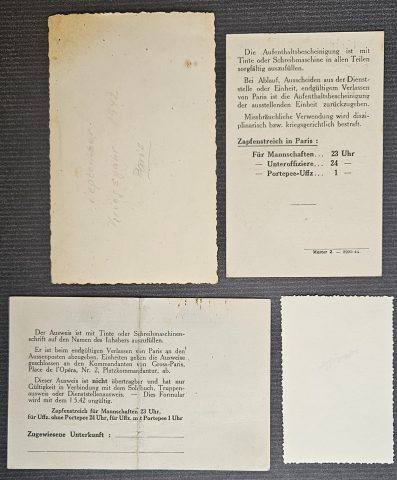 September
Paris
Die Aufenthaltsbescheinigung ist mit
Tinte oder Schreibmaschine in allen Teilen
sorgfältig auszufüllen.
Bei Ablauf, Ausscheiden aus der Dienst-
stelle oder Einheit, endgültigem Verlassen
von Paris ist die Aufenthaltsbescheinigung
der ausstellenden Einheit zurückzugeben.
Missbräuchliche Verwendung wird diszi-
plinarisch bzw. kriegsgerichtlich bestraft.
Zapfenstreich in Paris :
Für Mannschaften... 23 Uhr
— Unteroffiziere... 24 —
— Portepee-Uffz... 1 —
Muster 2. —
Der Ausweis ist mit Tinte oder Schreibmaschinen-
schrift auf den Namen des Inhabers auszufüllen.
Er ist beim endgültigen Verlassen von Paris an den
Aussenposten abzugeben. Einheiten geben die Ausweise
geschlossen an den Kommandanten von Gross-Paris,
Place de l'Opéra, Nr. 2, Platzkommandantur, ab.
Dieser Ausweis ist nicht übertragbar und hat nur
Gültigkeit in Verbindung mit dem Soldbuch, Truppen-
ausweis oder Dienststellenausweis. — Dies Formular
wird mit dem 1 5.42 ungültig.
Zapfenstreich für Mannschaften 23 Uhr,
für Uffz. ohne Portepee 24 Uhr, für Uffz. mit Portepee 1 Uhr
Zugewiesene Unterkunft :